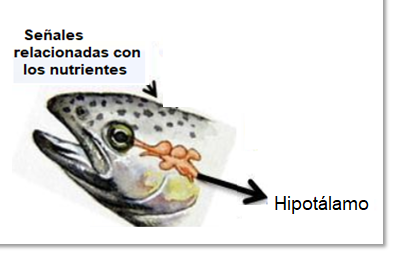 Señales
relacionadas con
los nutrientes
Hipotálamo